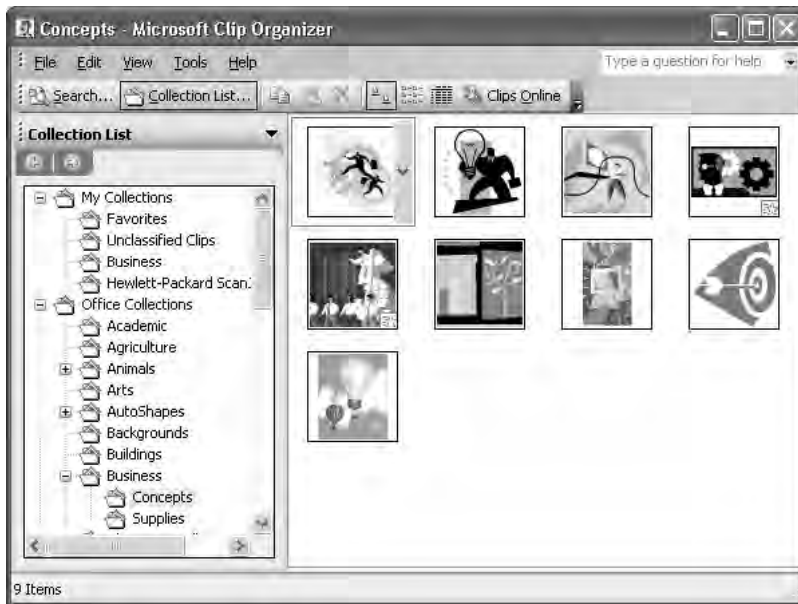 Concepts - Microsoft Clip Organizer
File Edit View Tools Help
Type a question for help
Search... Collection List... Clips Online
Collection List
My Collections
Favorites
Unclassified Clips
Business
Hewlett-Packard Scan
Office Collections
Academic
Agriculture
Animals
Arts
AutoShapes
Backgrounds
Buildings
Business
Concepts
Supplies
9 Items